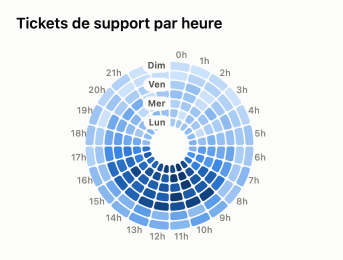 Tickets de support par heure
0h
1h
2h
3h
4h
5h
6h
7h
8h
9h
10h
11h
12h
13h
14h
15h
16h
17h
18h
19h
20h
21h
Dim
Ven
Mer
Lun